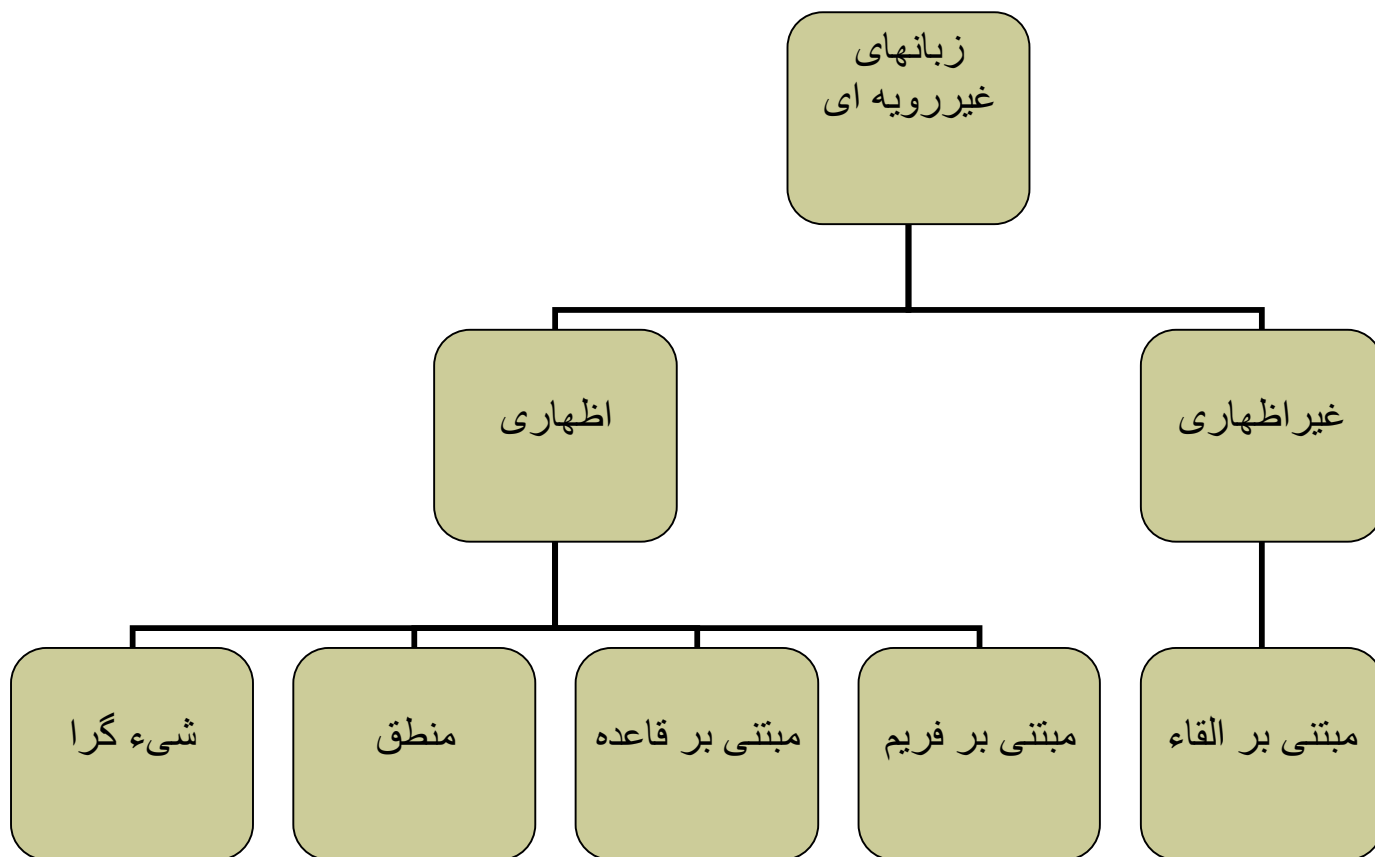 زبانهای
غیررویه ای
غیراظهاری
اظهاری
مبتنی بر القاء
مبتنی بر فریم
مبتنی بر قاعده
منطق
شیء گرا